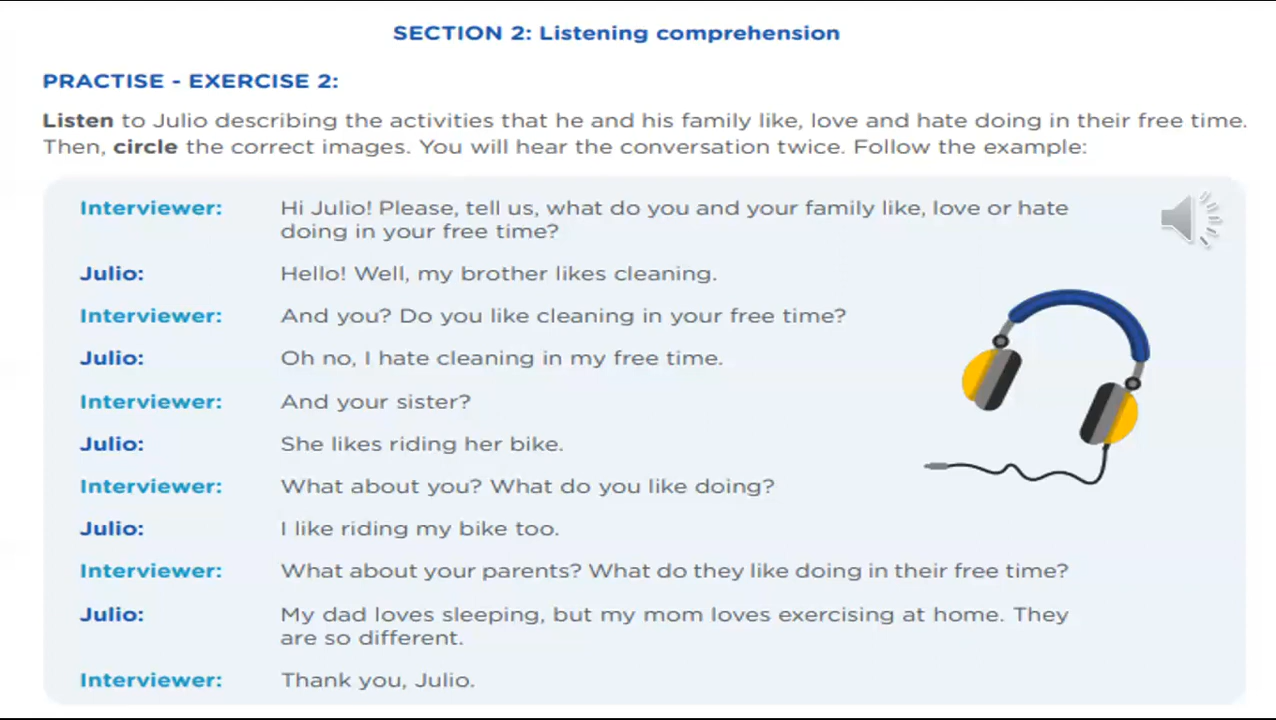 SECTION 2: Listening comprehension
PRACTISE - EXERCISE 2:
Listen to Julio describing the activities that he and his family like, love and hate doing in their free time.
Then, circle the correct images. You will hear the conversation twice. Follow the example:
Interviewer: Hi Julio! Please, tell us, what do you and your family like, love or hate
doing in your free time?
Julio: Hello! Well, my brother likes cleaning.
Interviewer: And you? Do you like cleaning in your free time?
Julio: Oh no, I hate cleaning in my free time.
Interviewer: And your sister?
Julio: She likes riding her bike.
Interviewer: What about you? What do you like doing?
Julio: I like riding my bike too.
Interviewer: What about your parents? What do they like doing in their free time?
Julio: My dad loves sleeping, but my mom loves exercising at home. They
are so different.
Interviewer: Thank you, Julio.